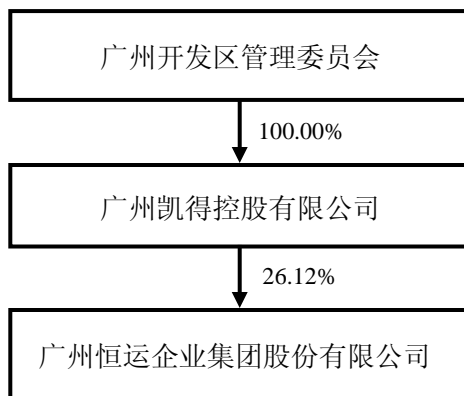 广州开发区管理委员会
100.00%
广州凯得控股有限公司
26.12%
广州恒运企业集团股份有限公司